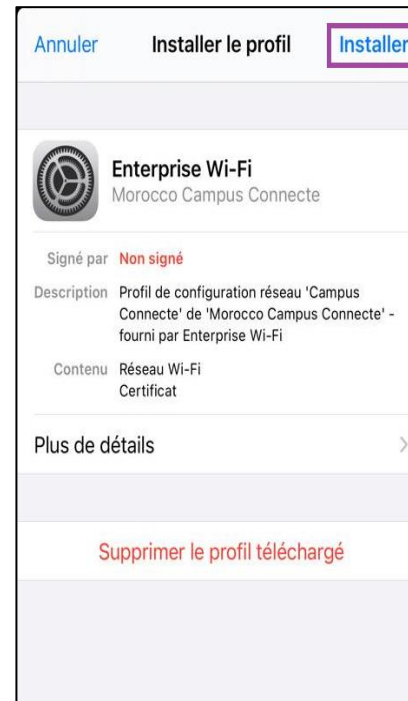 Annuler Installer le profil Installer
Enterprise Wi-Fi
Morocco Campus Connecte
Signé par Non signé
Description Profil de configuration réseau 'Campus
Connecte' de 'Morocco Campus Connecte' -
fourni par Enterprise Wi-Fi
Contenu Réseau Wi-Fi
Certificat
Plus de détails
Supprimer le profil téléchargé